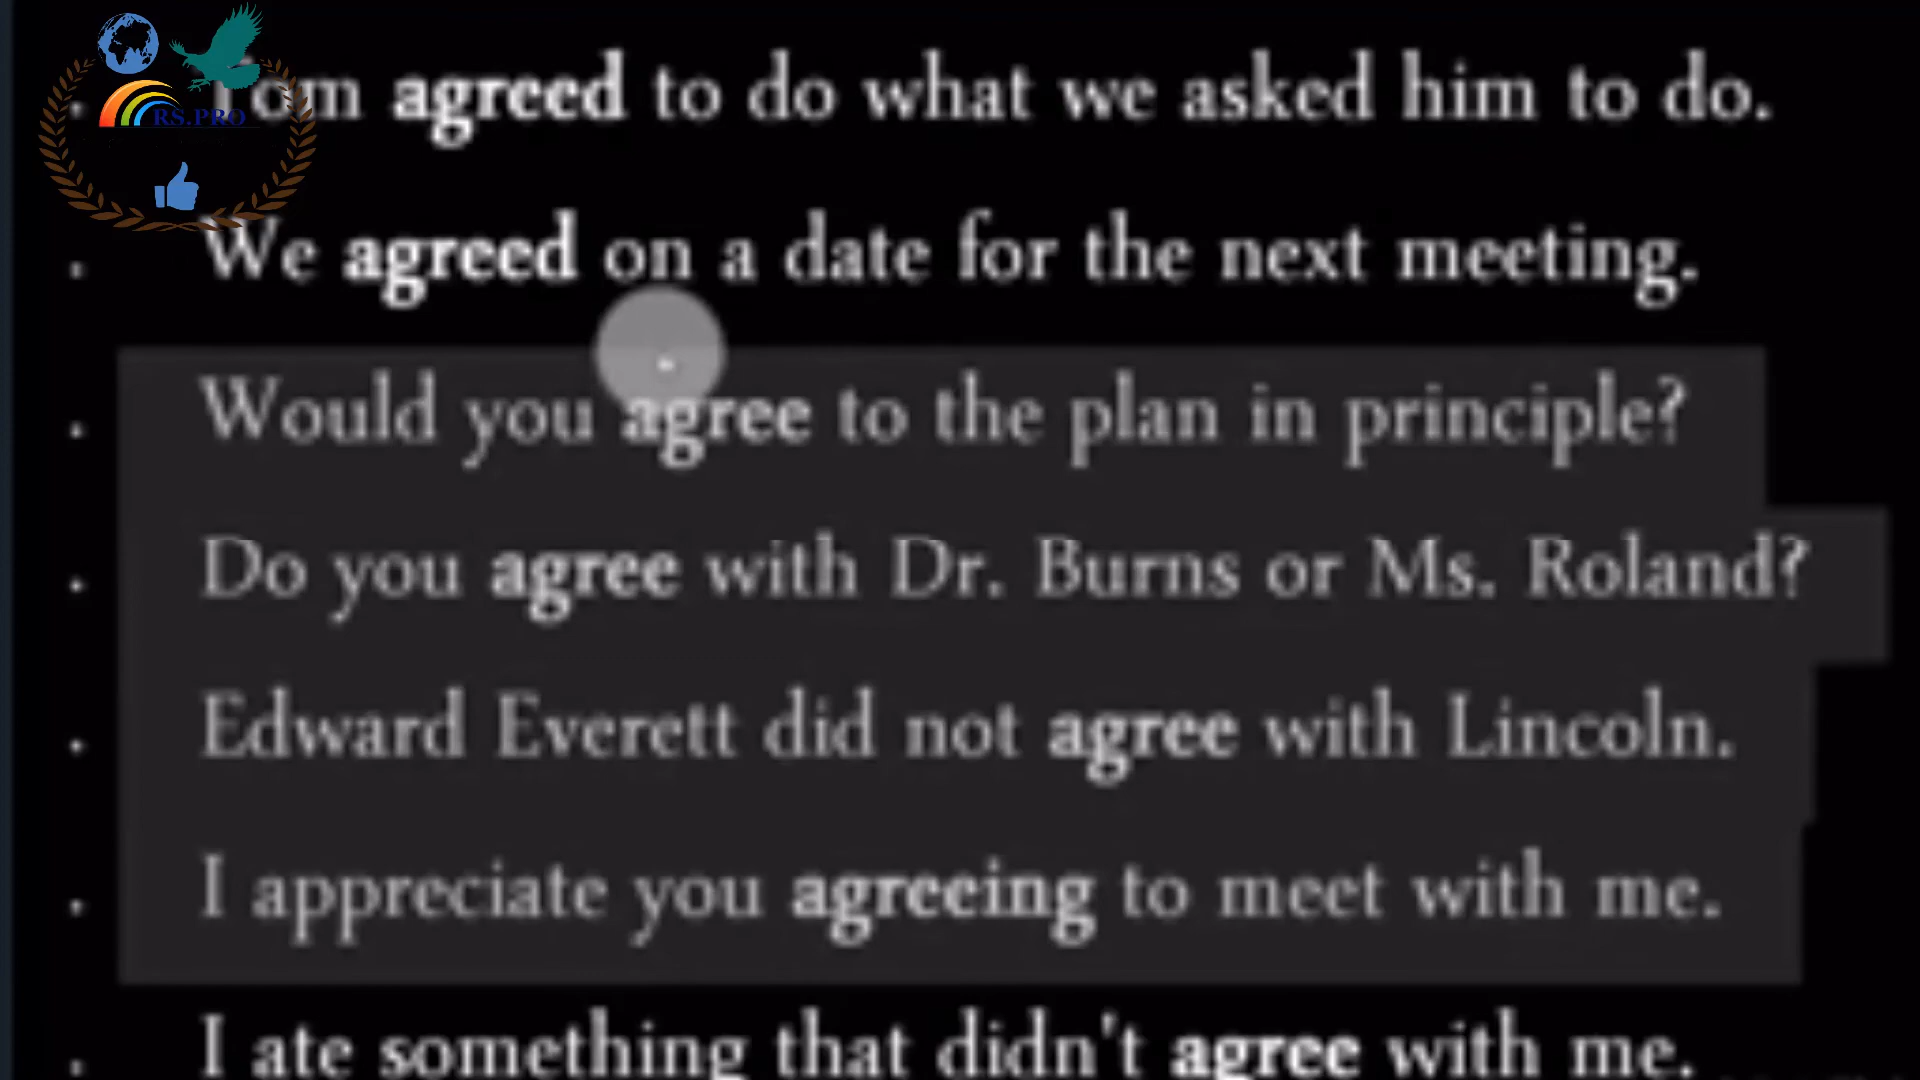 RS.PRO
Tom agreed to do what we asked him to do.
We agreed on a date for the next meeting.
Would you agree to the plan in principle?
Do you agree with Dr. Burns or Ms. Roland?
Edward Everett did not agree with Lincoln.
I appreciate you agreeing to meet with me.
I ate something that didn't agree with me.